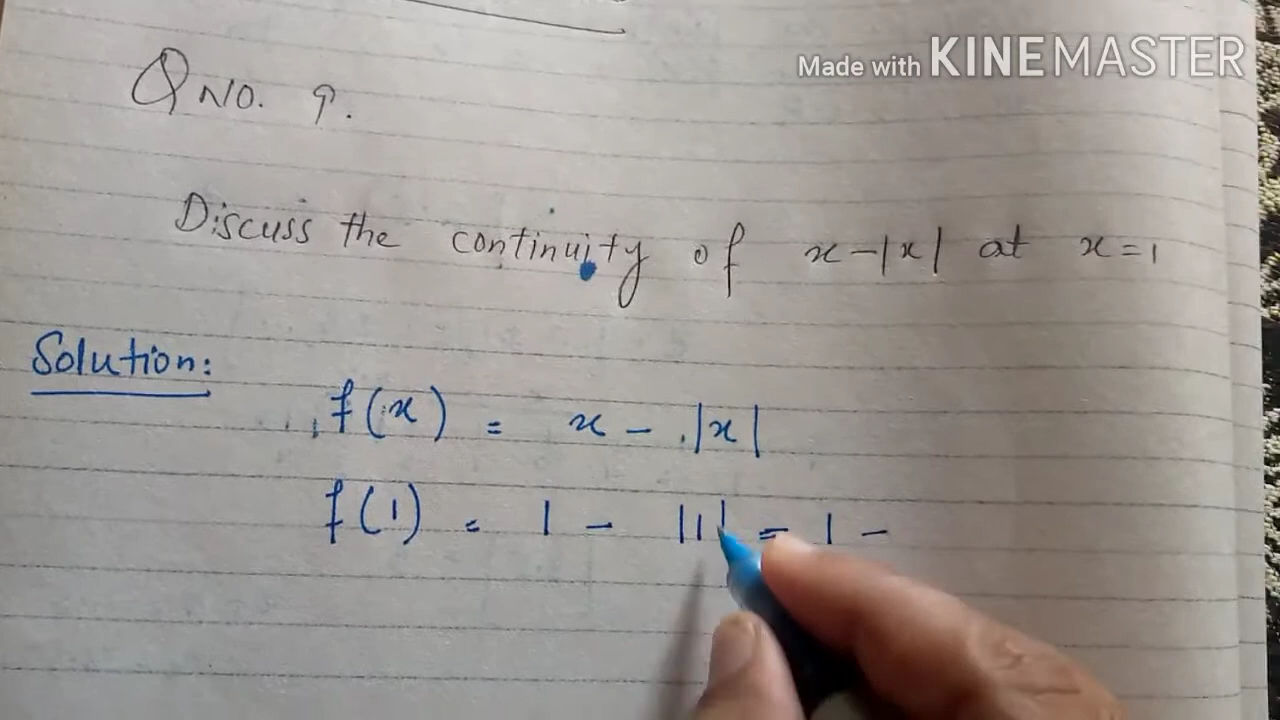 Made with KINEMASTER
Q NO. 9.
Discuss the continuity of x-|x| at x=1
Solution:
f(x) = x - |x|
f(1) = 1 - |1| = 1 -